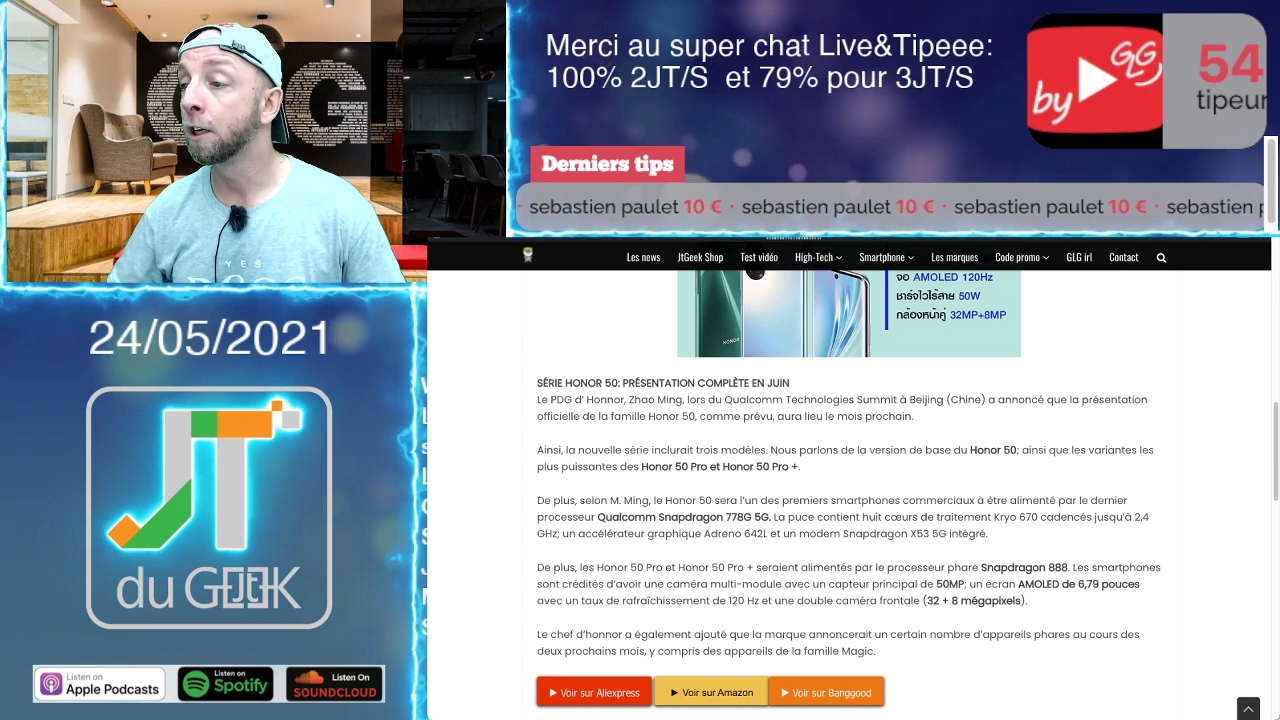 Merci au super chat Live&Tipeee:
100% 2JT/S et 79% pour 3JT/S
by GG
tipeur
Derniers tips
sebastien paulet 10 € · sebastien paulet 10 € · sebastien paulet 10 € · sebastien p
YES
24/05/2021
JT
du GEEK
Listen on Apple Podcasts
Listen on Spotify
Listen On SOUNDCLOUD
Les news JtGeek Shop Test vidéo High-Tech Smartphone Les marques Code promo GLG irl Contact
จอ AMOLED 120Hz
ชาร์จไวไร้สาย 50W
กล้องหน้าคู่ 32MP+8MP
HONOR
SÉRIE HONOR 50: PRÉSENTATION COMPLÈTE EN JUIN
Le PDG d' Honnor, Zhao Ming, lors du Qualcomm Technologies Summit à Beijing (Chine) a annoncé que la présentation
officielle de la famille Honor 50, comme prévu, aura lieu le mois prochain.
Ainsi, la nouvelle série inclurait trois modèles. Nous parlons de la version de base du Honor 50; ainsi que les variantes les
plus puissantes des Honor 50 Pro et Honor 50 Pro +.
De plus, selon M. Ming, le Honor 50 sera l'un des premiers smartphones commerciaux à être alimenté par le dernier
processeur Qualcomm Snapdragon 778G 5G. La puce contient huit cœurs de traitement Kryo 670 cadencés jusqu'à 2,4
GHz; un accélérateur graphique Adreno 642L et un modem Snapdragon X53 5G intégré.
De plus, les Honor 50 Pro et Honor 50 Pro + seraient alimentés par le processeur phare Snapdragon 888. Les smartphones
sont crédités d'avoir une caméra multi-module avec un capteur principal de 50MP; un écran AMOLED de 6,79 pouces
avec un taux de rafraîchissement de 120 Hz et une double caméra frontale (32 + 8 mégapixels).
Le chef d'honnor a également ajouté que la marque annoncerait un certain nombre d'appareils phares au cours des
deux prochains mois, y compris des appareils de la famille Magic.
Voir sur Aliexpress
Voir sur Amazon
Voir sur Banggood